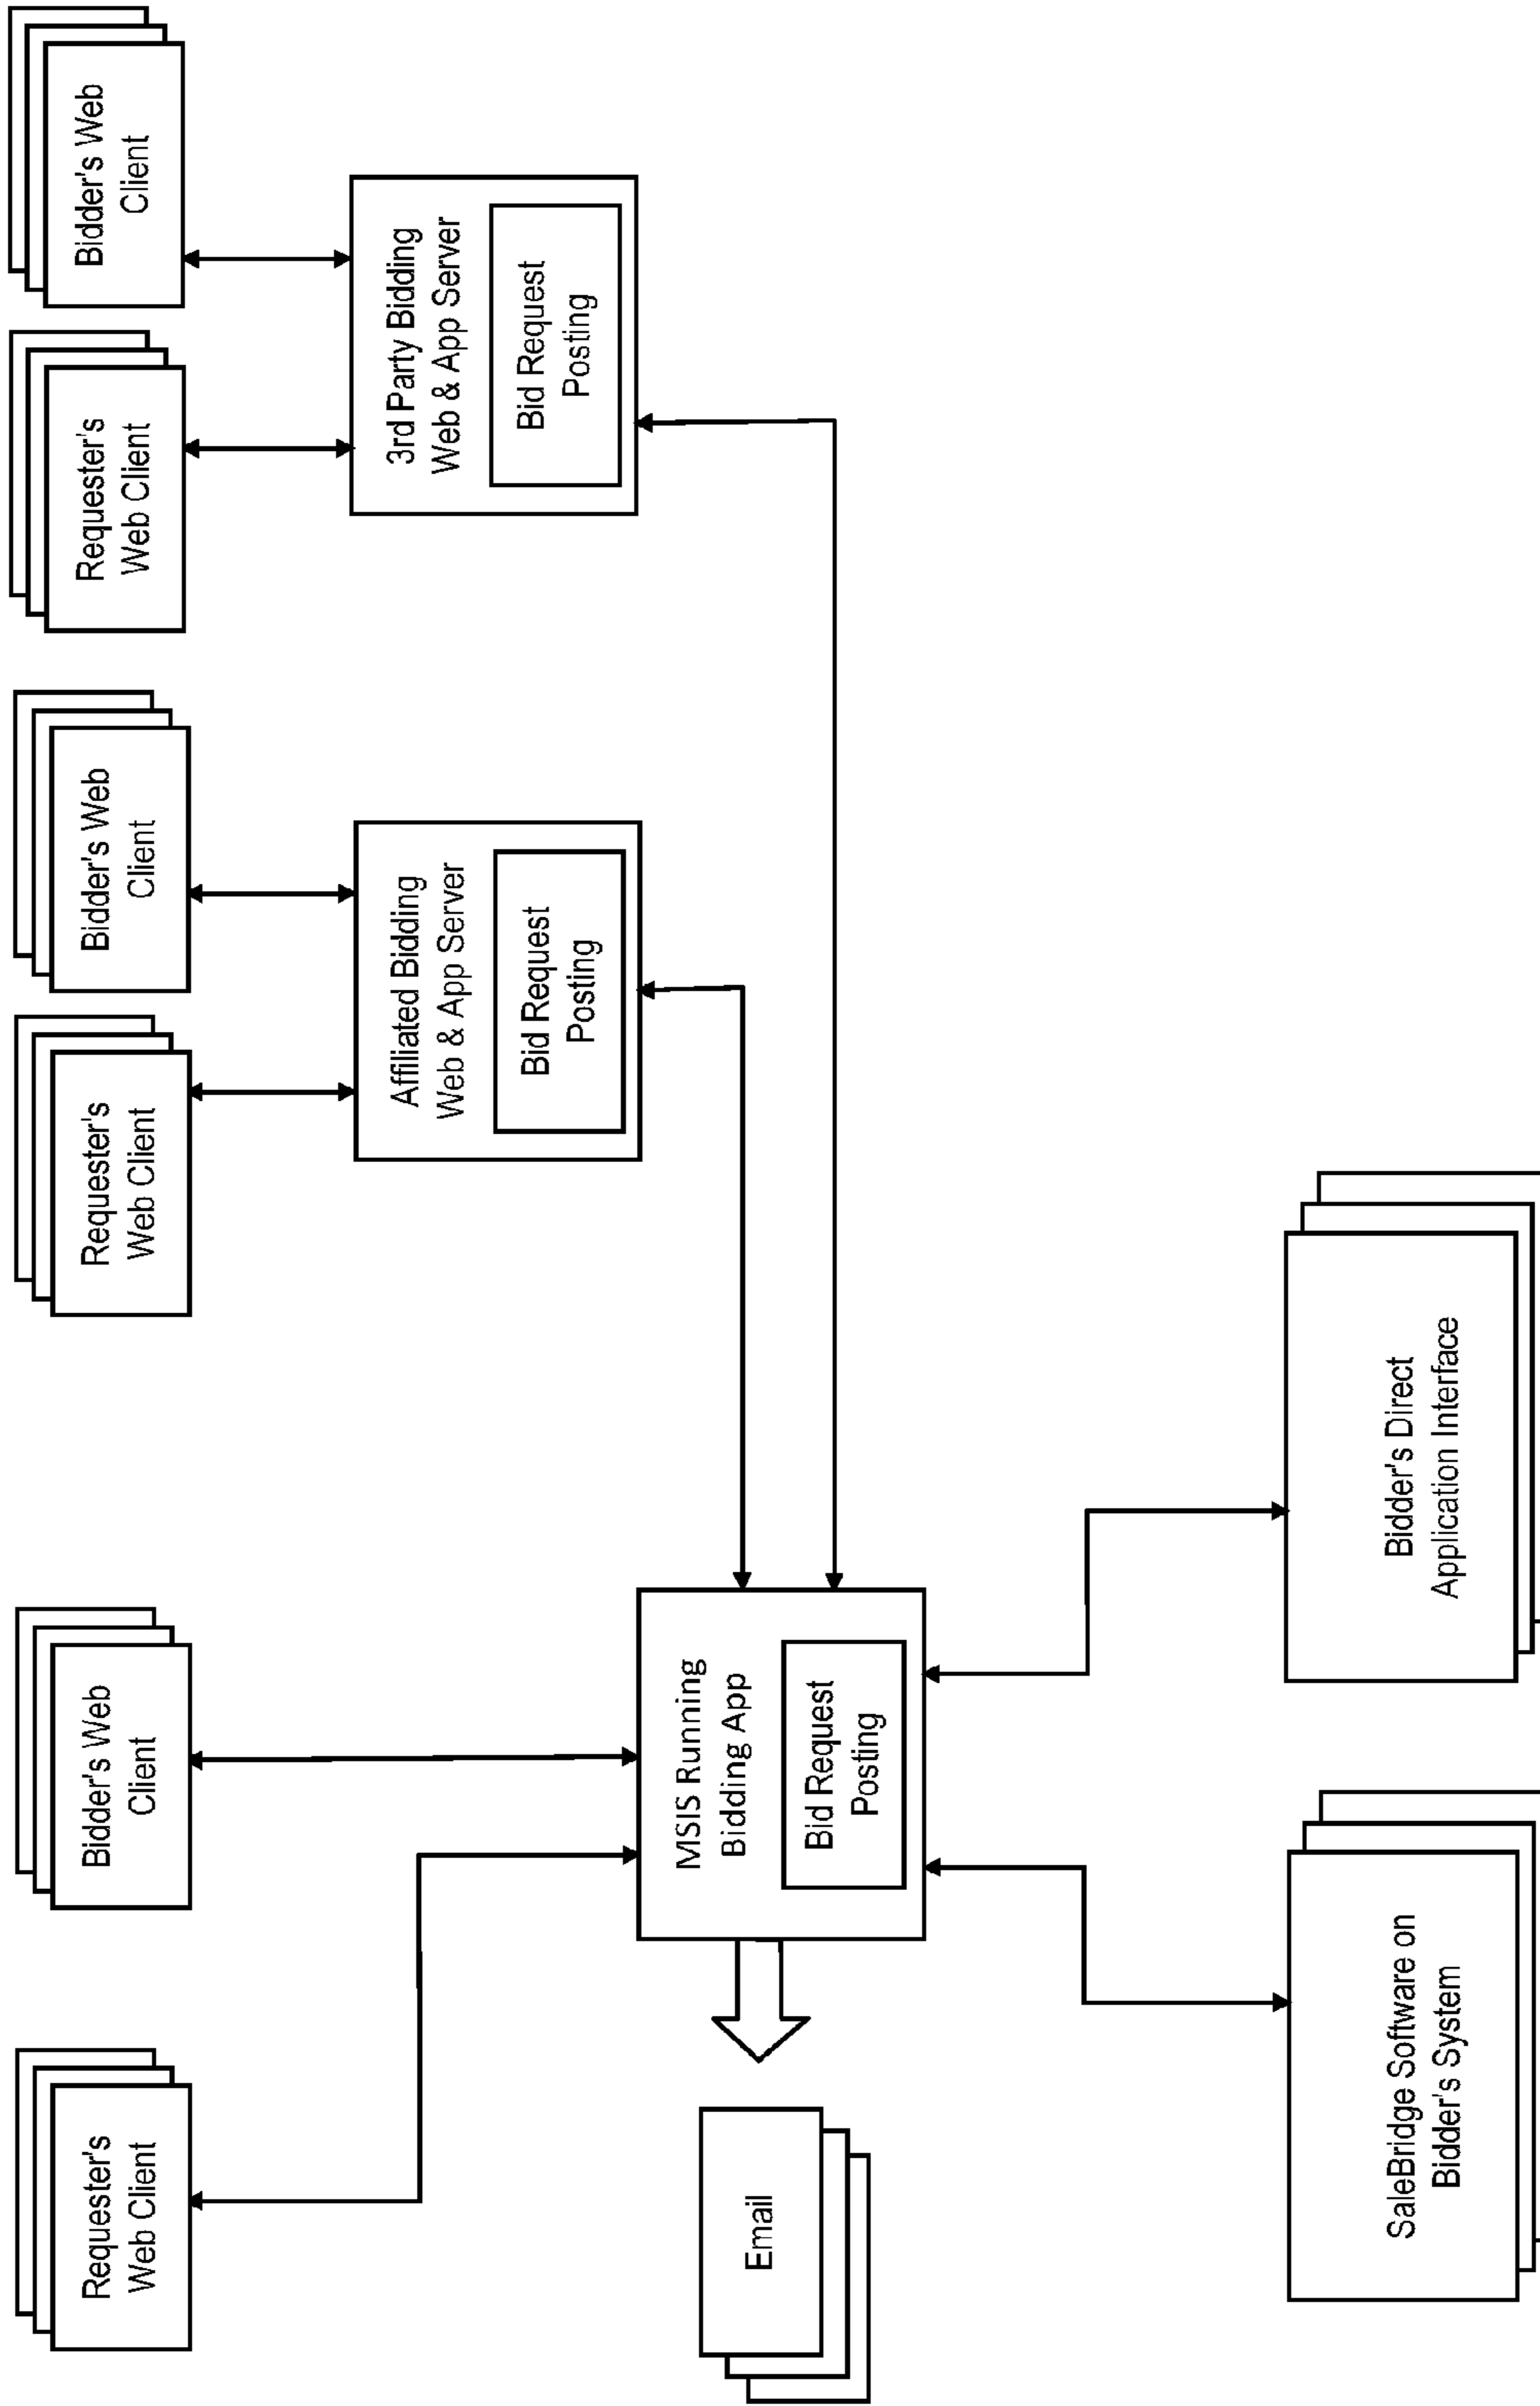 Requester's
Web Client
Bidder's Web
Client
Requester's
Web Client
Bidder's Web
Client
Requester's
Web Client
Bidder's Web
Client
Affiliated Bidding
Web & App Server
Bid Request
Posting
3rd Party Bidding
Web & App Server
Bid Request
Posting
Email
MSIS Running
Bidding App
Bid Request
Posting
SaleBridge Software on
Bidder's System
Bidder's Direct
Application Interface